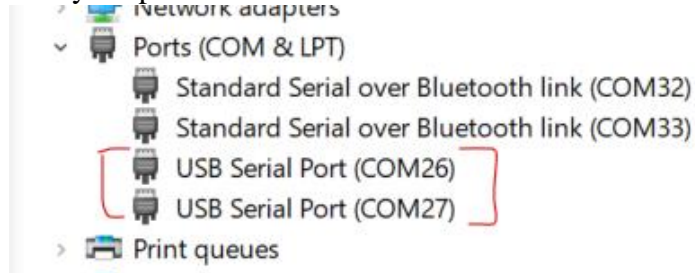 Network adapters
Ports (COM & LPT)
Standard Serial over Bluetooth link (COM32)
Standard Serial over Bluetooth link (COM33)
USB Serial Port (COM26)
USB Serial Port (COM27)
Print queues